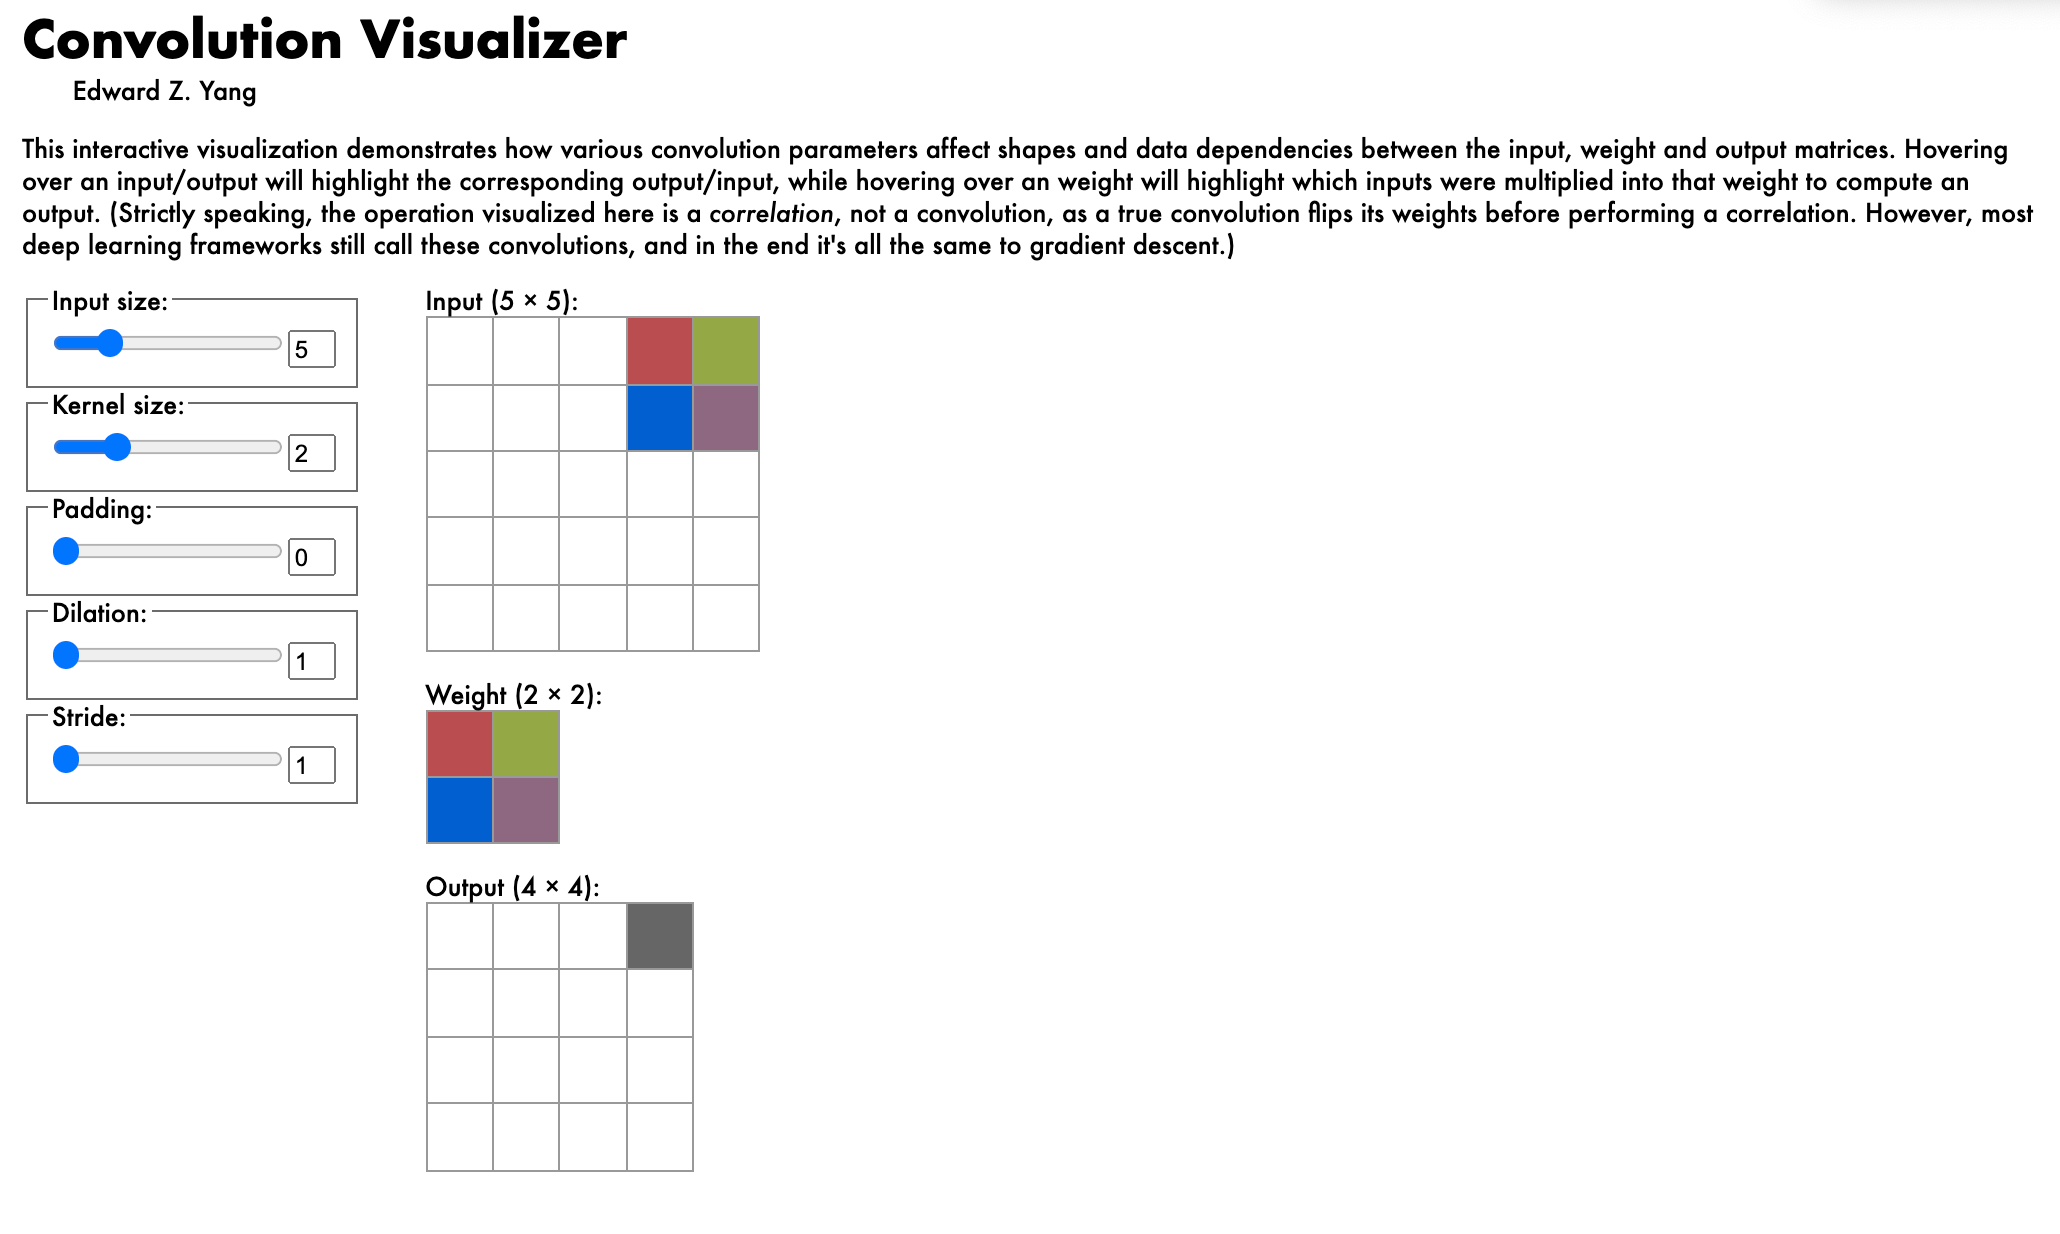 Convolution Visualizer
Edward Z. Yang
This interactive visualization demonstrates how various convolution parameters affect shapes and data dependencies between the input, weight and output matrices. Hovering
over an input/output will highlight the corresponding output/input, while hovering over an weight will highlight which inputs were multiplied into that weight to compute an
output. (Strictly speaking, the operation visualized here is a correlation, not a convolution, as a true convolution flips its weights before performing a correlation. However, most
deep learning frameworks still call these convolutions, and in the end it's all the same to gradient descent.)
Input size:
5
Kernel size:
2
Padding:
0
Dilation:
1
Stride:
1
Input (5 × 5):
Weight (2 × 2):
Output (4 × 4):